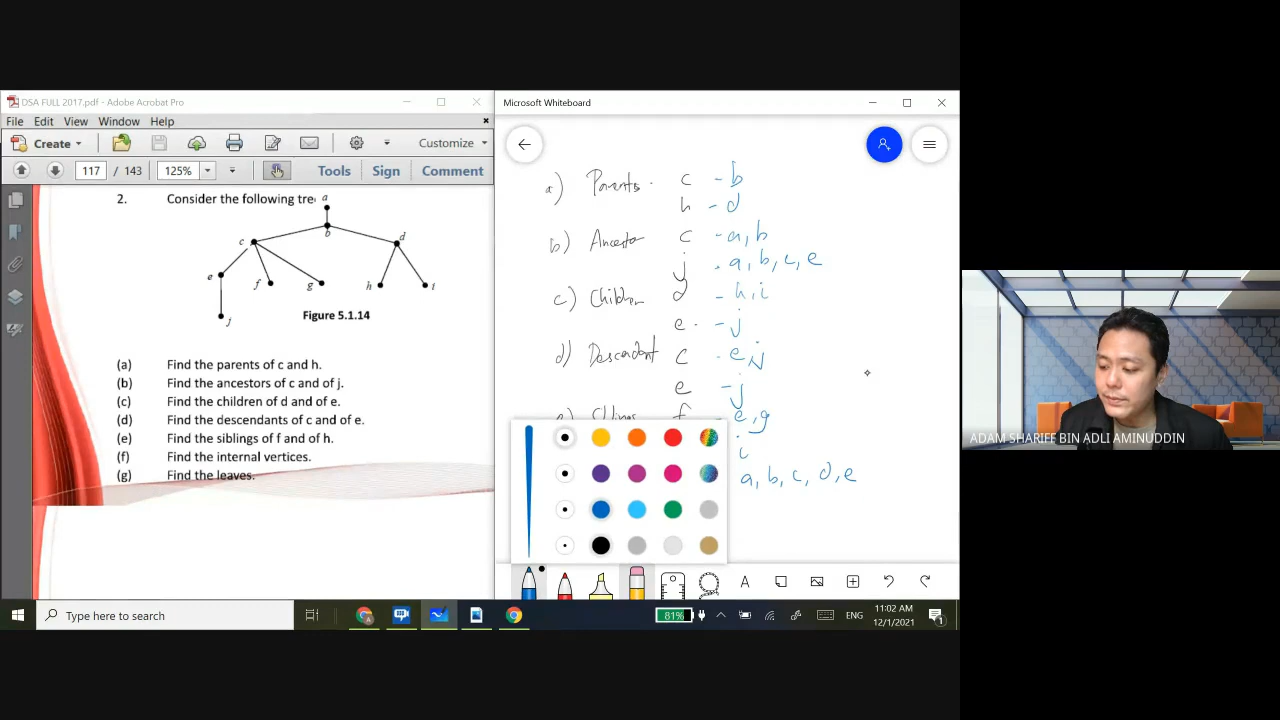 DSA FULL 2017.pdf - Adobe Acrobat Pro
File Edit View Window Help
Create
Customize
117 / 143 125%
Tools Sign Comment
2. Consider the following tre
a
b
c
d
e
f
g
h
i
j
Figure 5.1.14
(a) Find the parents of c and h.
(b) Find the ancestors of c and of j.
(c) Find the children of d and of e.
(d) Find the descendants of c and of e.
(e) Find the siblings of f and of h.
(f) Find the internal vertices.
(g) Find the leaves.
Microsoft Whiteboard
a) Parents. c - b
h - d
b) Ancestor c - a, b
j - a, b, c, e
c) Children d - h, i
e - j
d) Descendant c - e, j
e - j
f - e, g
i
a, b, c, d, e
A
ADAM SHARIFF BIN ADLI AMINUDDIN
Type here to search
81%
ENG
11:02 AM
12/1/2021
1